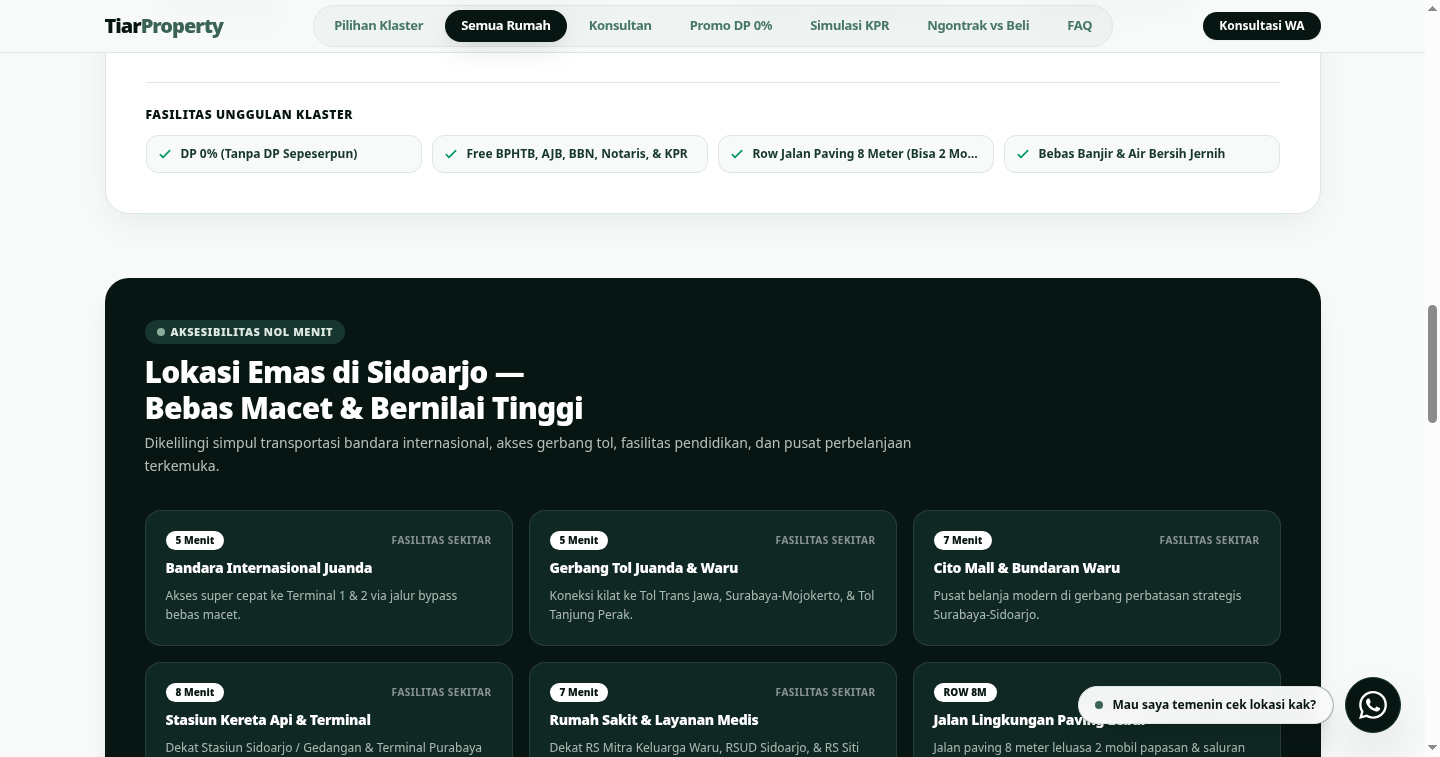 TiarProperty
Pilihan Klaster
Semua Rumah
Konsultan
Promo DP 0%
Simulasi KPR
Ngontrak vs Beli
FAQ
Konsultasi WA
FASILITAS UNGGULAN KLASTER
DP 0% (Tanpa DP Sepeserpun)
Free BPHTB, AJB, BBN, Notaris, & KPR
Row Jalan Paving 8 Meter (Bisa 2 Mo...
Bebas Banjir & Air Bersih Jernih
AKSESIBILITAS NOL MENIT
Lokasi Emas di Sidoarjo —
Bebas Macet & Bernilai Tinggi
Dikelilingi simpul transportasi bandara internasional, akses gerbang tol, fasilitas pendidikan, dan pusat perbelanjaan
terkemuka.
5 Menit
FASILITAS SEKITAR
Bandara Internasional Juanda
Akses super cepat ke Terminal 1 & 2 via jalur bypass
bebas macet.
5 Menit
FASILITAS SEKITAR
Gerbang Tol Juanda & Waru
Koneksi kilat ke Tol Trans Jawa, Surabaya-Mojokerto, & Tol
Tanjung Perak.
7 Menit
FASILITAS SEKITAR
Cito Mall & Bundaran Waru
Pusat belanja modern di gerbang perbatasan strategis
Surabaya-Sidoarjo.
8 Menit
FASILITAS SEKITAR
Stasiun Kereta Api & Terminal
Dekat Stasiun Sidoarjo / Gedangan & Terminal Purabaya
7 Menit
FASILITAS SEKITAR
Rumah Sakit & Layanan Medis
Dekat RS Mitra Keluarga Waru, RSUD Sidoarjo, & RS Siti
ROW 8M
Jalan Lingkungan Paving
Jalan paving 8 meter leluasa 2 mobil papasan & saluran
Mau saya temenin cek lokasi kak?